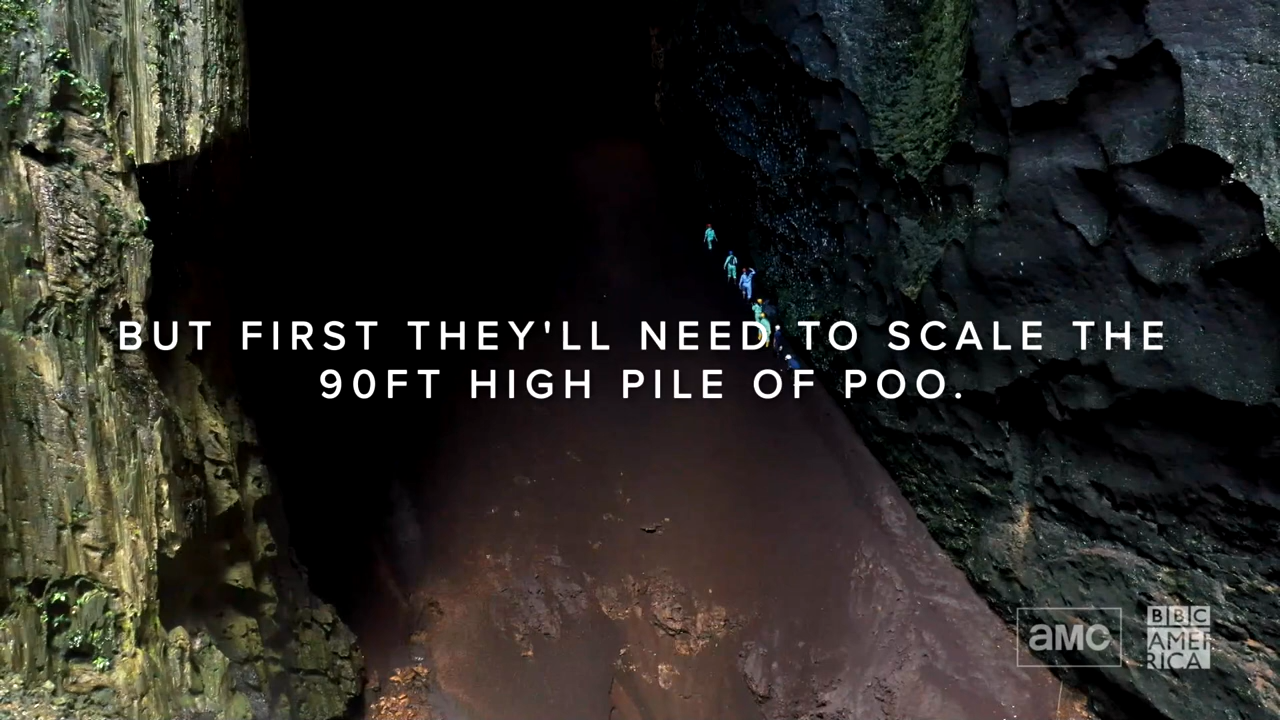 BUT FIRST THEY'LL NEED TO SCALE THE
90FT HIGH PILE OF POO.
aMC
BBC
AMERICA